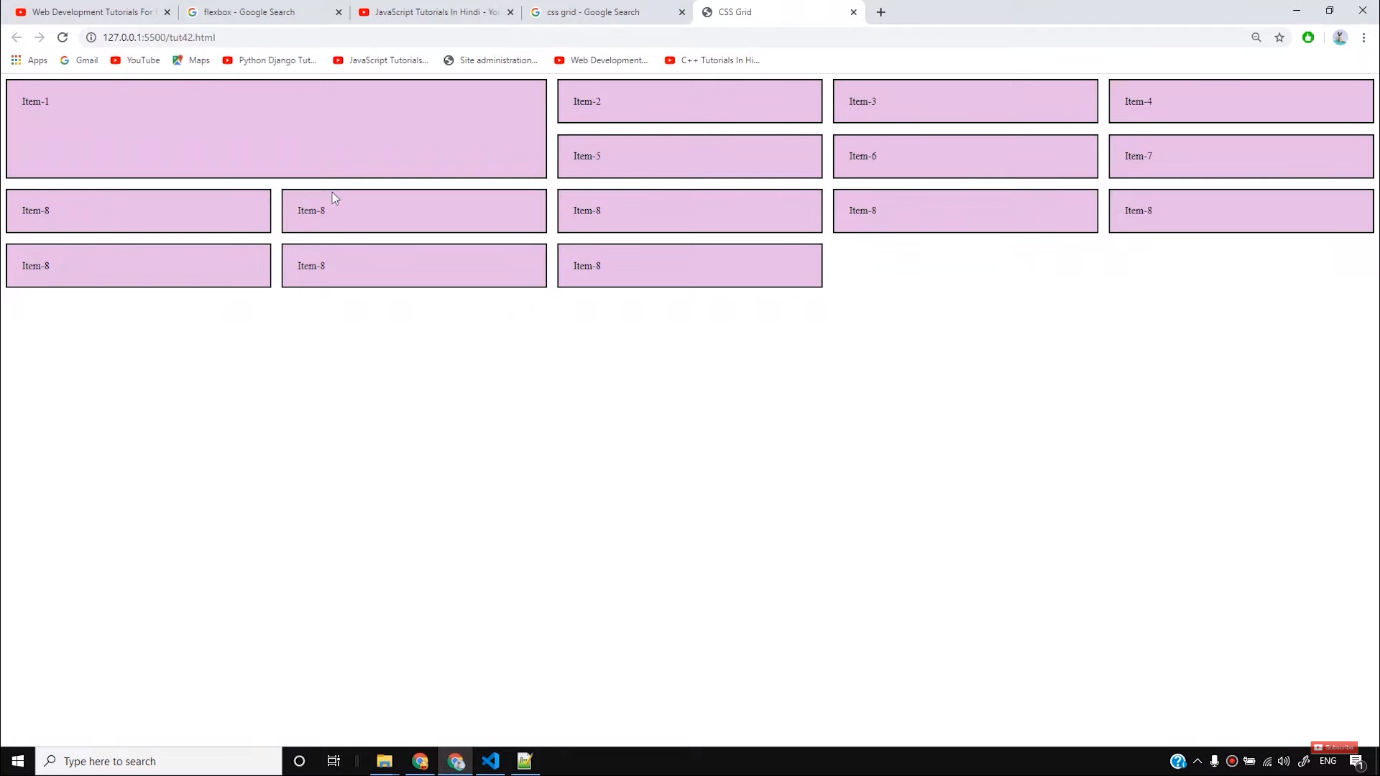 Web Development Tutorials For
flexbox - Google Search
JavaScript Tutorials In Hindi - Yo
css grid - Google Search
CSS Grid
127.0.0.1:5500/tut42.html
Apps
Gmail
YouTube
Maps
Python Django Tut...
JavaScript Tutorials...
Site administration...
Web Development...
C++ Tutorials In Hi...
Item-1
Item-2
Item-3
Item-4
Item-5
Item-6
Item-7
Item-8
Item-8
Item-8
Item-8
Item-8
Item-8
Item-8
Item-8
Type here to search
ENG
1
Subscribe